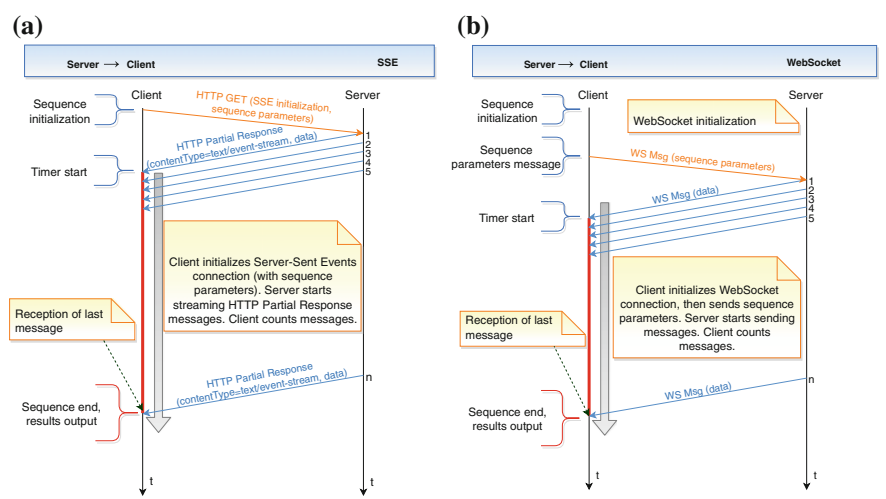 (a)
Server → Client
SSE
Client
Server
Sequence
initialization
HTTP GET (SSE initialization,
sequence parameters)
HTTP Partial Response
(contentType=text/event-stream, data)
1
2
3
4
5
Timer start
Client initializes Server-Sent Events
connection (with sequence
parameters). Server starts
streaming HTTP Partial Response
messages. Client counts messages.
Reception of last
message
HTTP Partial Response
(contentType=text/event-stream, data)
n
Sequence end,
results output
t
(b)
Server → Client
WebSocket
Client
Server
Sequence
initialization
WebSocket initialization
Sequence
parameters message
WS Msg (sequence parameters)
WS Msg (data)
1
2
3
4
5
Timer start
Client initializes WebSocket
connection, then sends sequence
parameters. Server starts sending
messages. Client counts
messages.
Reception of last
message
n
WS Msg (data)
Sequence end,
results output
t